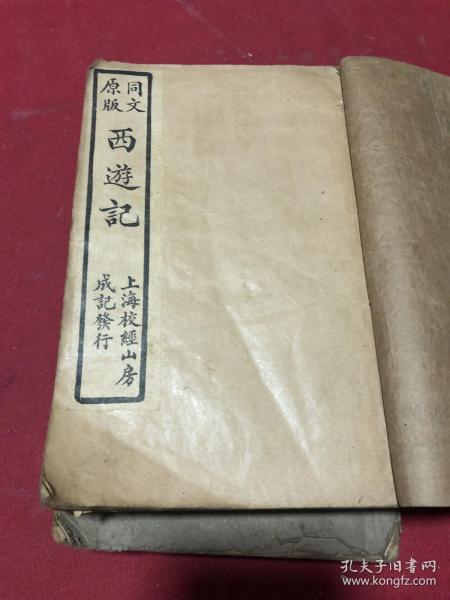 同文
原版
西遊記
上海校經山房
成記發行
孔夫子旧书网
www.kongfz.com